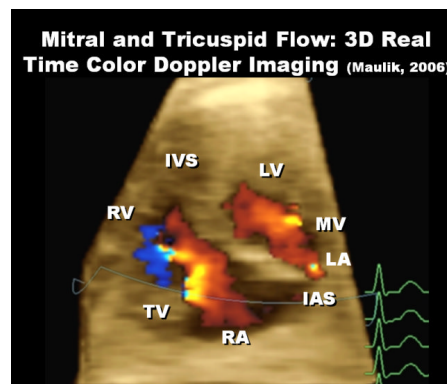 Mitral and Tricuspid Flow: 3D Real
Time Color Doppler Imaging (Maulik, 2006)
IVS
LV
RV
MV
LA
TV
IAS
RA